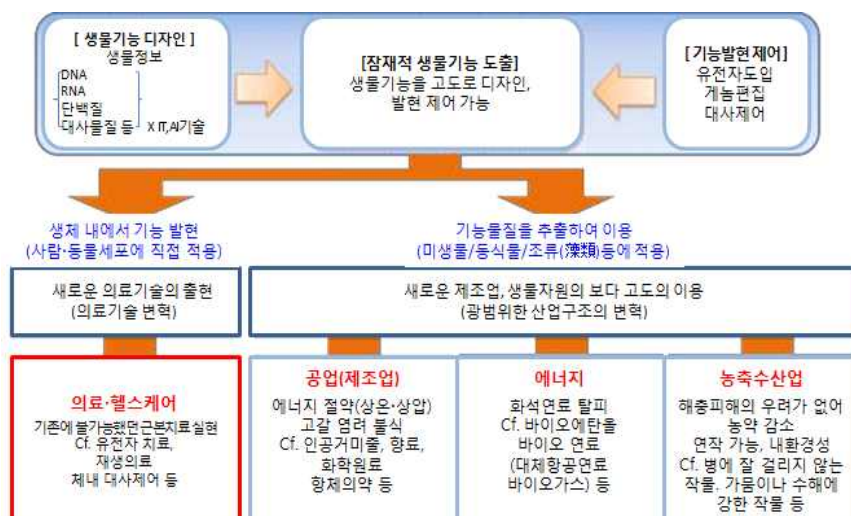 [ 생물기능 디자인 ]
생물정보
DNA
RNA
단백질
대사물질 등
X IT,AI기술
[잠재적 생물기능 도출]
생물기능을 고도로 디자인,
발현 제어 가능
[기능발현제어]
유전자도입
게놈편집
대사제어
생체 내에서 기능 발현
(사람·동물세포에 직접 적용)
기능물질을 추출하여 이용
(미생물/동식물/조류(藻類)등에 적용)
새로운 의료기술의 출현
(의료기술 변혁)
새로운 제조업, 생물자원의 보다 고도의 이용
(광범위한 산업구조의 변혁)
의료·헬스케어
기존에 불가능했던 근본치료 실현
Cf. 유전자 치료,
재생의료
체내 대사제어 등
공업(제조업)
에너지 절약(상온·상압)
고갈 염려 불식
Cf. 인공거미줄, 향료,
화학원료
항체의약 등
에너지
화석연료 탈피
Cf. 바이오에탄올
바이오 연료
(대체항공연료
바이오가스) 등
농축수산업
해충피해의 우려가 없어
농약 감소
연작 가능, 내환경성
Cf. 병에 잘 걸리지 않는
작물. 가뭄이나 수해에
강한 작물 등